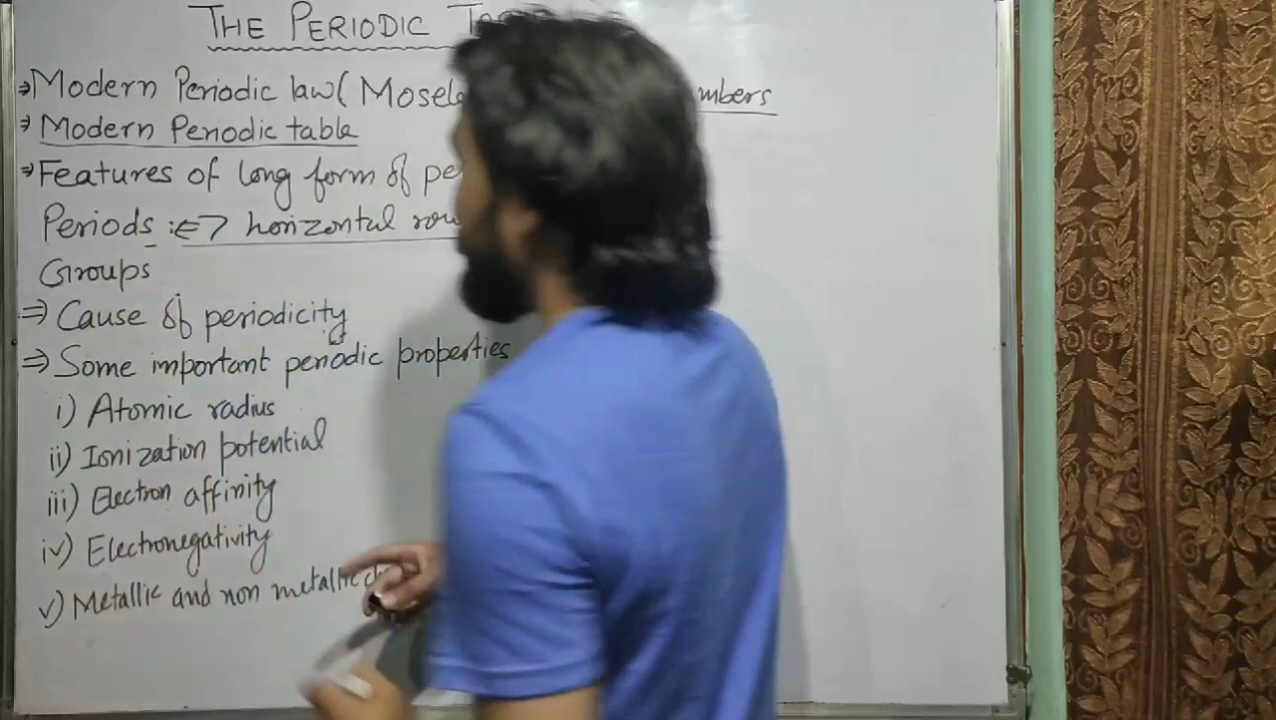 THE PERIODIC
⇒ Modern Periodic law ( Mosel
⇒ Modern Periodic table
⇒ Features of long form of pe
Periods :⇔ horizontal row
Groups
⇒ Cause of periodicity
⇒ Some important periodic properties
i) Atomic radius
ii) Ionization potential
iii) Electron affinity
iv) Electronegativity
v) Metallic and non metallic